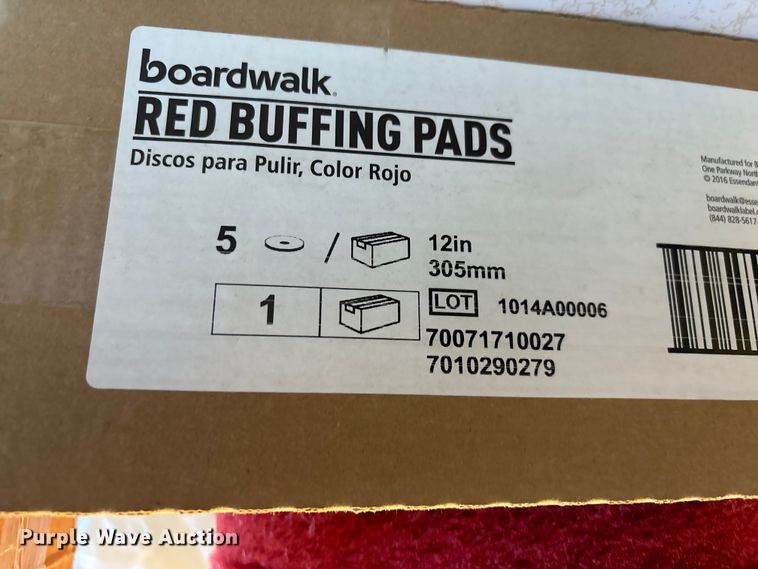 boardwalk.
RED BUFFING PADS
Discos para Pulir, Color Rojo
5 / 12in
305mm
1
LOT 1014A00006
70071710027
7010290279
Manufactured for
One Parkway North
© 2016 Essendant
boardwalklabel.
(844) 828-5617
Purple Wave Auction